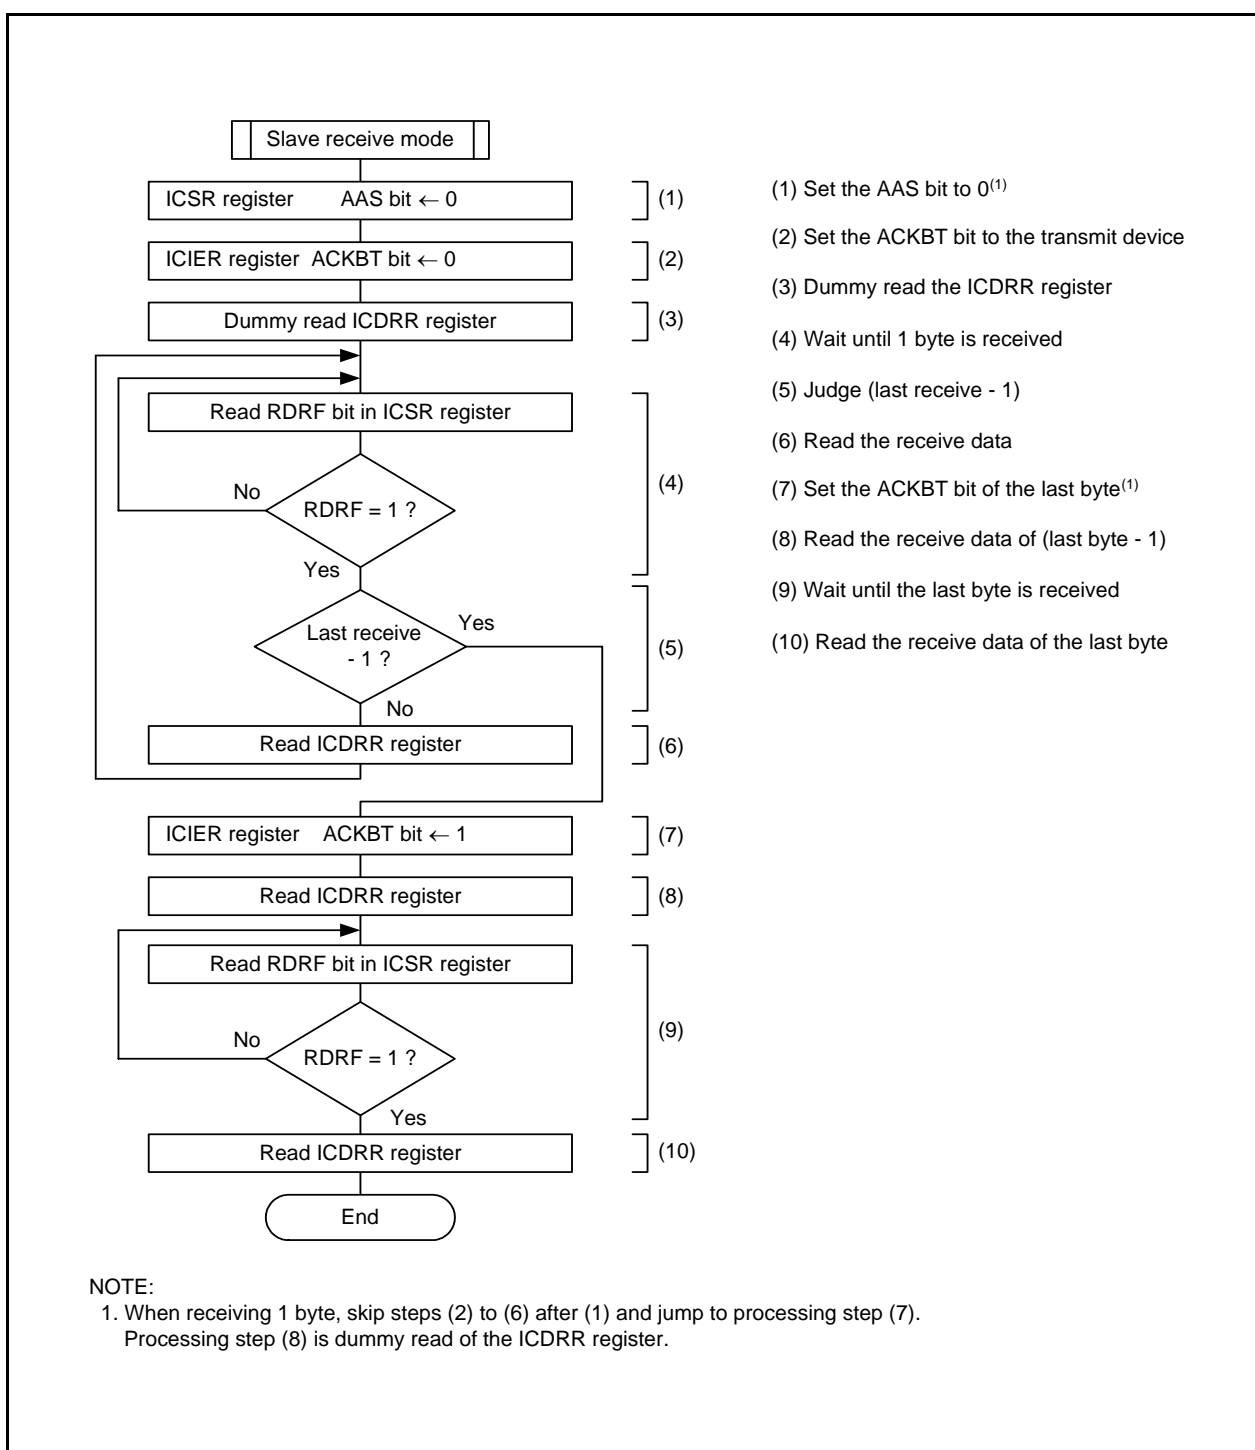 Slave receive mode
ICSR register AAS bit ← 0
(1)
ICIER register ACKBT bit ← 0
(2)
Dummy read ICDRR register
(3)
Read RDRF bit in ICSR register
No
RDRF = 1 ?
(4)
Yes
Last receive
- 1 ?
Yes
(5)
No
Read ICDRR register
(6)
ICIER register ACKBT bit ← 1
(7)
Read ICDRR register
(8)
Read RDRF bit in ICSR register
No
RDRF = 1 ?
(9)
Yes
Read ICDRR register
(10)
End
(1) Set the AAS bit to 0(1)
(2) Set the ACKBT bit to the transmit device
(3) Dummy read the ICDRR register
(4) Wait until 1 byte is received
(5) Judge (last receive - 1)
(6) Read the receive data
(7) Set the ACKBT bit of the last byte(1)
(8) Read the receive data of (last byte - 1)
(9) Wait until the last byte is received
(10) Read the receive data of the last byte
NOTE:
1. When receiving 1 byte, skip steps (2) to (6) after (1) and jump to processing step (7).
Processing step (8) is dummy read of the ICDRR register.